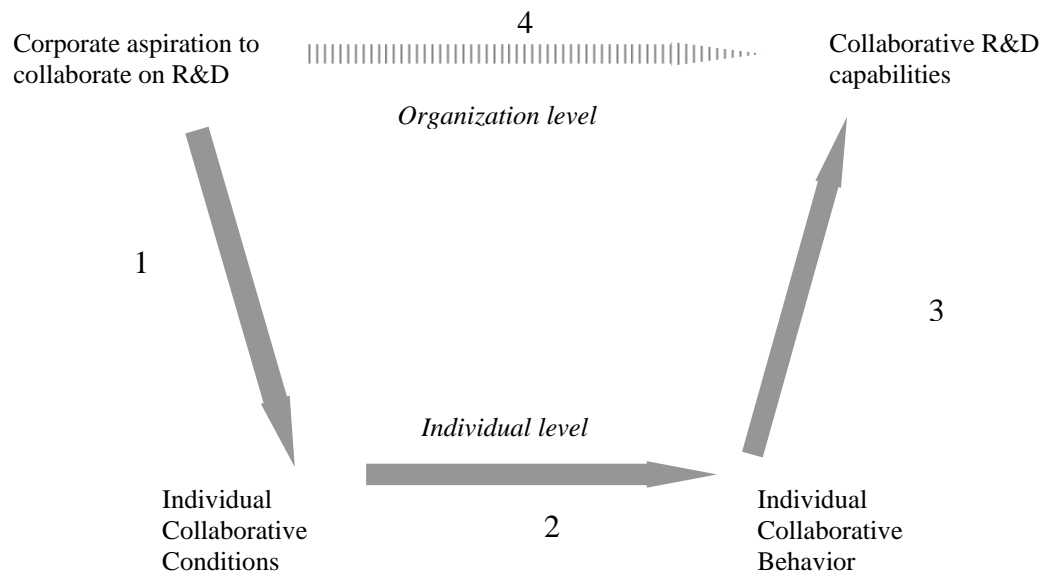 4
Corporate aspiration to
collaborate on R&D
Collaborative R&D
capabilities
Organization level
1
3
Individual level
Individual
Collaborative
Conditions
2
Individual
Collaborative
Behavior